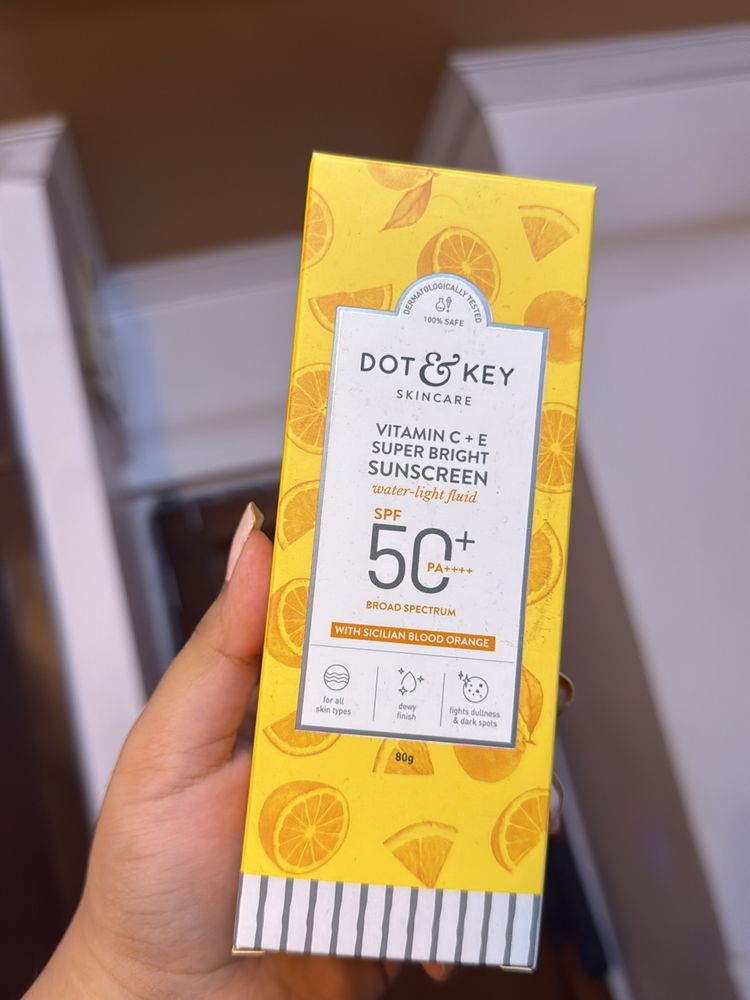 DERMATOLOGICALLY TESTED
100% SAFE
DOT & KEY
SKINCARE
VITAMIN C + E
SUPER BRIGHT
SUNSCREEN
water-light fluid
SPF
50+
PA++++
BROAD SPECTRUM
WITH SICILIAN BLOOD ORANGE
for all
skin types
dewy
finish
fights dullness
& dark spots
80g